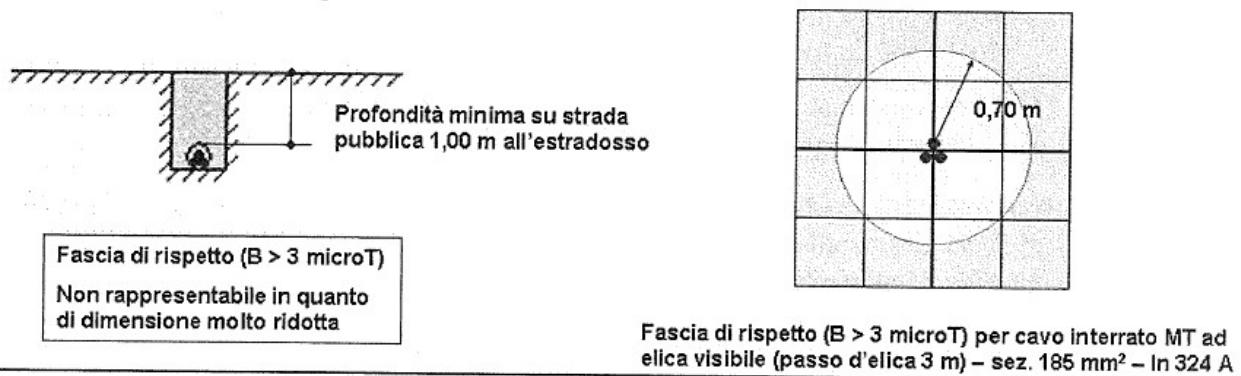 Profondità minima su strada
pubblica 1,00 m all'estradosso
0,70 m
Fascia di rispetto (B > 3 microT)
Non rappresentabile in quanto
di dimensione molto ridotta
Fascia di rispetto (B > 3 microT) per cavo interrato MT ad
elica visibile (passo d'elica 3 m) – sez. 185 mm² – In 324 A